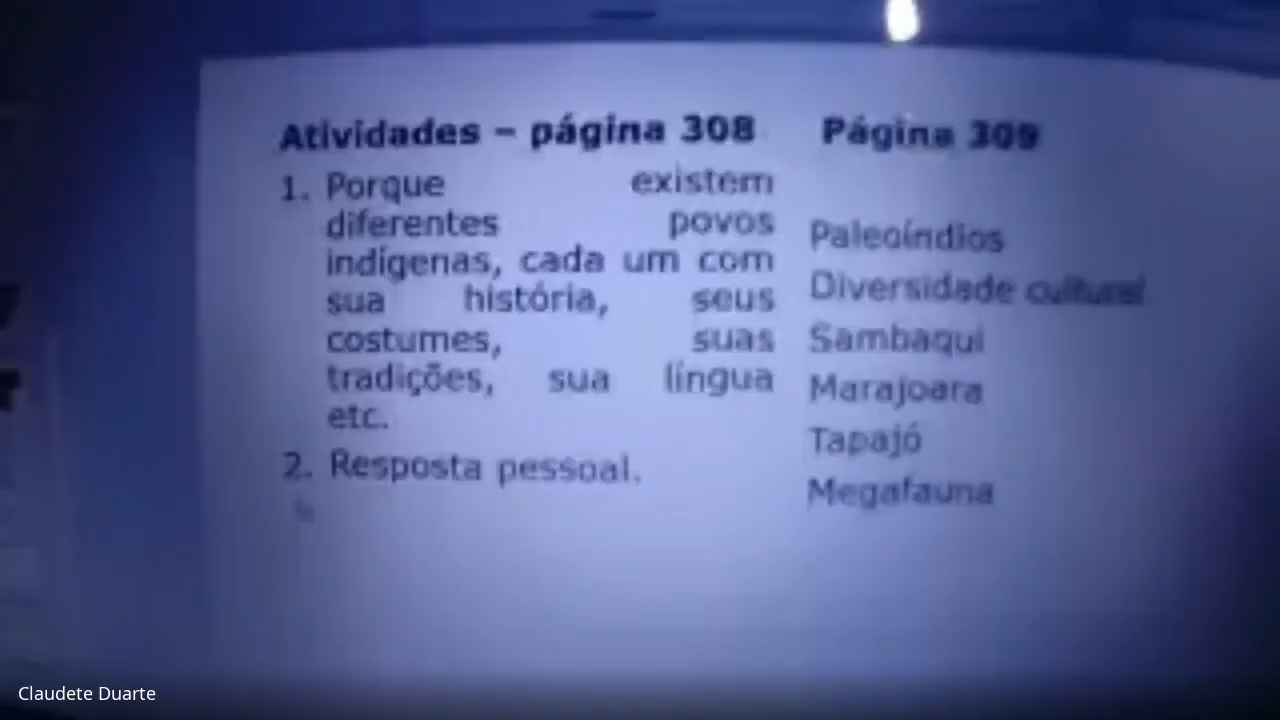 Atividades – página 308
1. Porque existem
diferentes povos
indígenas, cada um com
sua história, seus
costumes, suas
tradições, sua língua
etc.
2. Resposta pessoal.
Página 309
Paleoíndios
Diversidade cultural
Sambaqui
Marajoara
Tapajó
Megafauna
Claudete Duarte